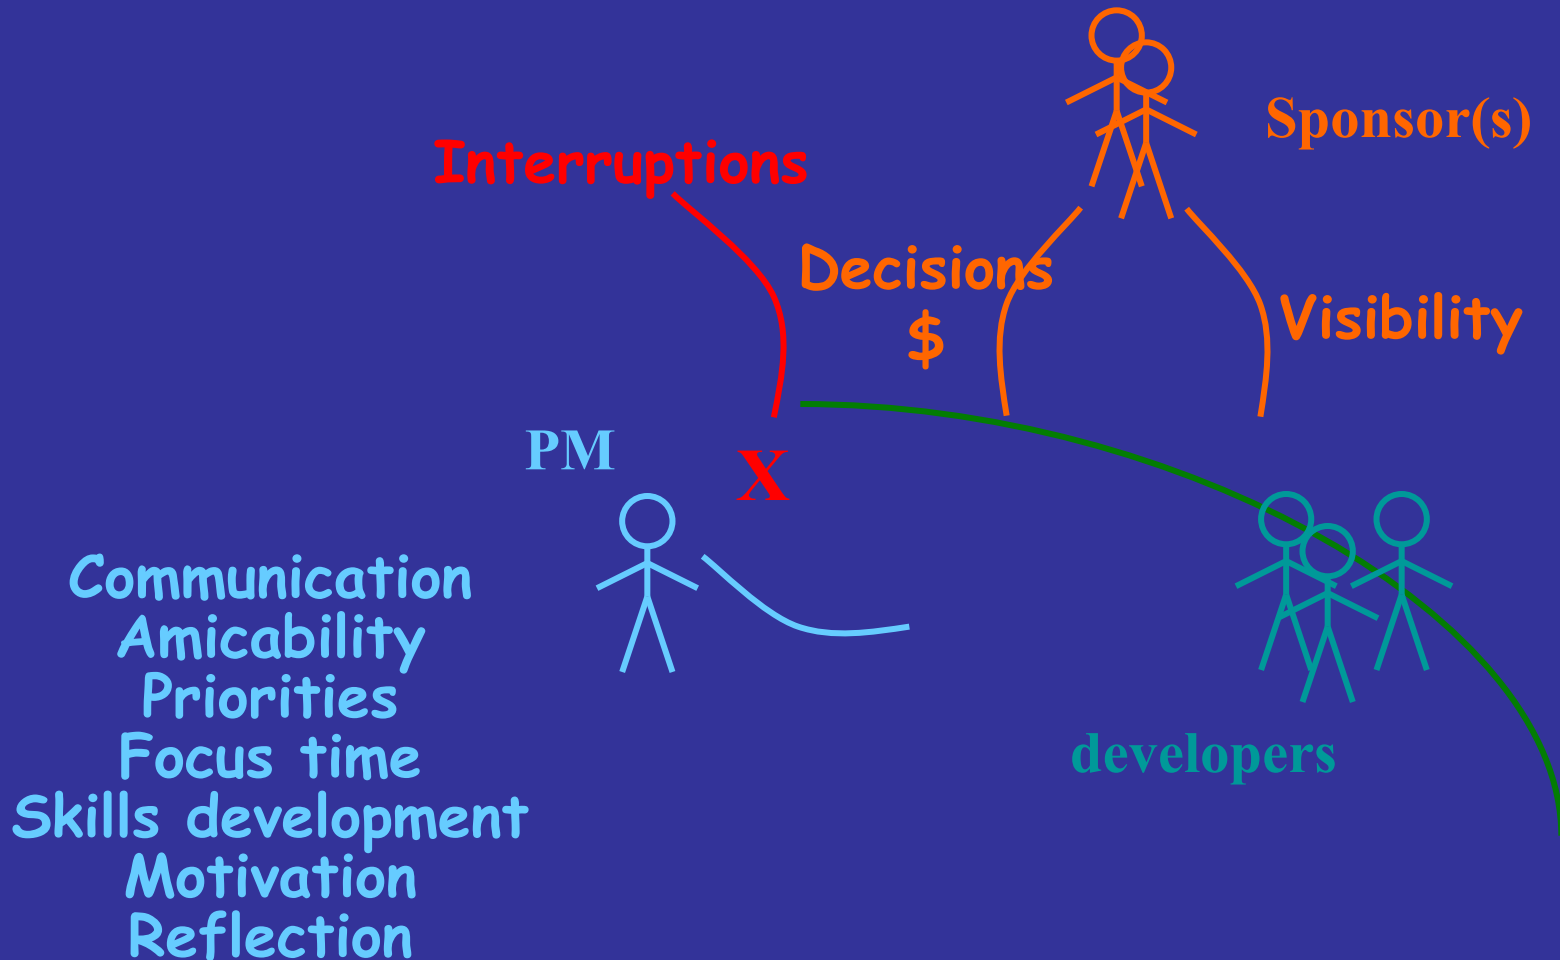 Sponsor(s)
Interruptions
Decisions
$
Visibility
PM
X
Communication
Amicability
Priorities
Focus time
Skills development
Motivation
Reflection
developers